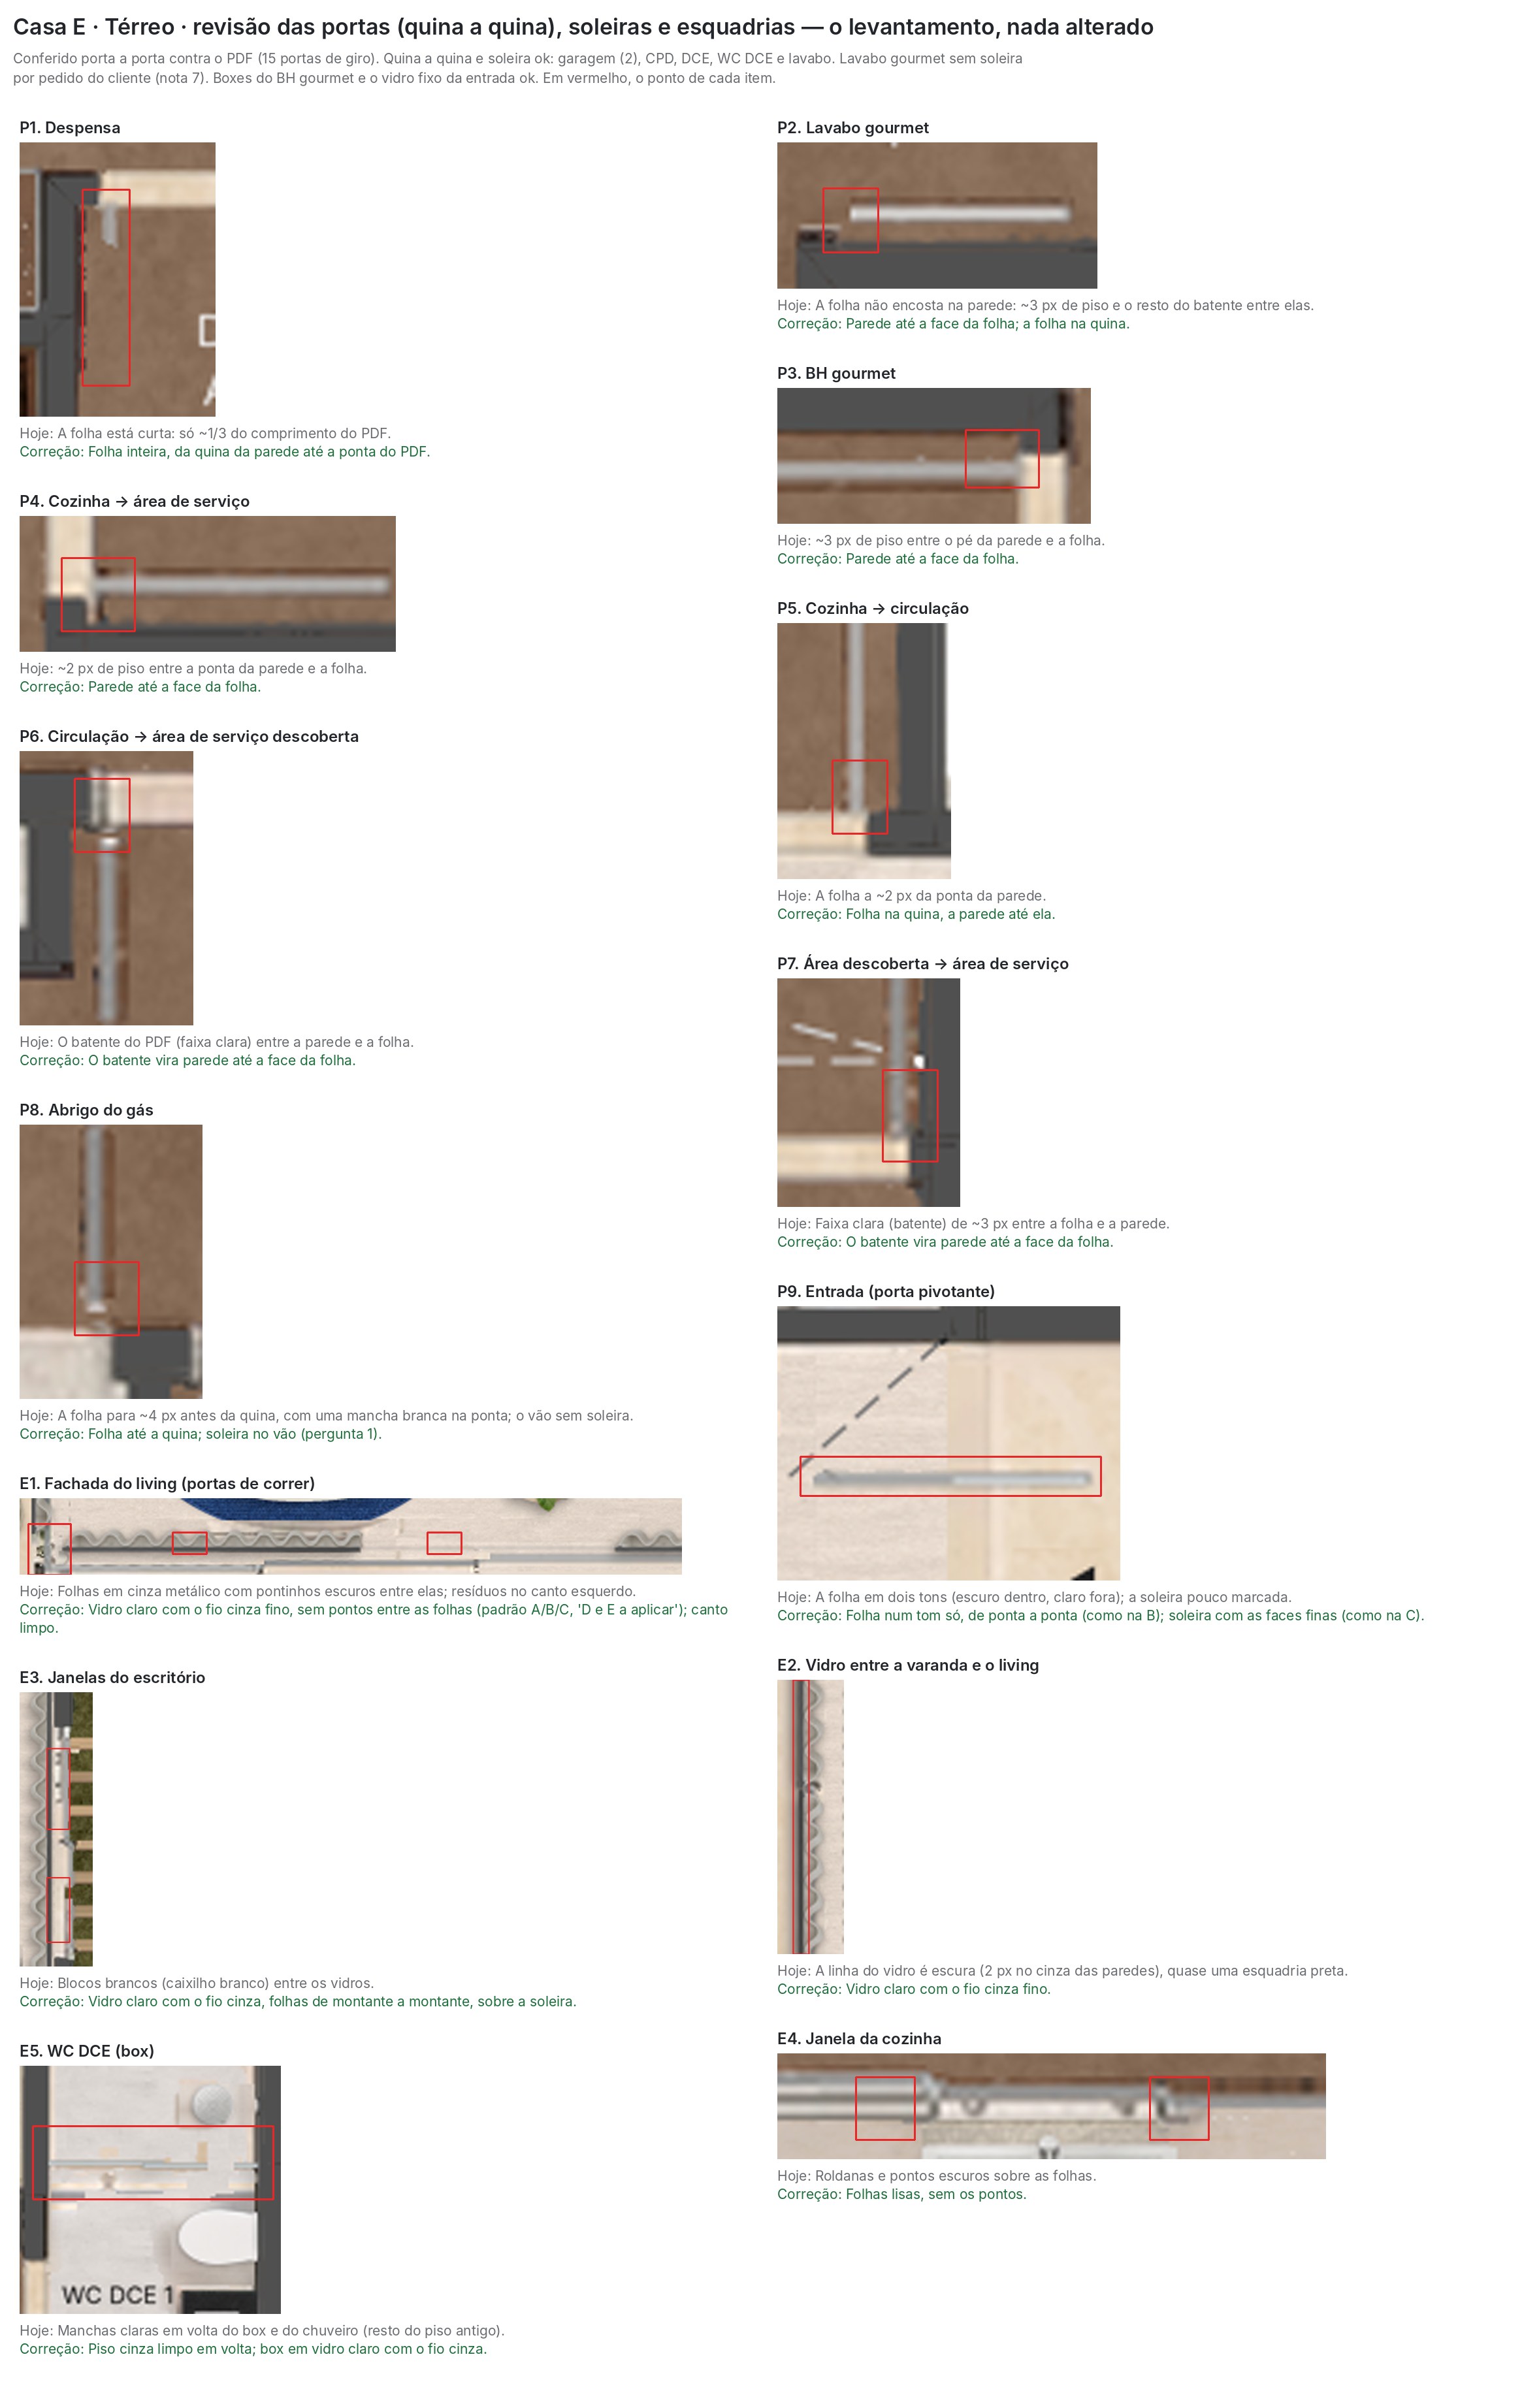 Casa E · Térreo · revisão das portas (quina a quina), soleiras e esquadrias — o levantamento, nada alterado
Conferido porta a porta contra o PDF (15 portas de giro). Quina a quina e soleira ok: garagem (2), CPD, DCE, WC DCE e lavabo. Lavabo gourmet sem soleira
por pedido do cliente (nota 7). Boxes do BH gourmet e o vidro fixo da entrada ok. Em vermelho, o ponto de cada item.
P1. Despensa
Hoje: A folha está curta: só ~1/3 do comprimento do PDF.
Correção: Folha inteira, da quina da parede até a ponta do PDF.
P2. Lavabo gourmet
Hoje: A folha não encosta na parede: ~3 px de piso e o resto do batente entre elas.
Correção: Parede até a face da folha; a folha na quina.
P3. BH gourmet
Hoje: ~3 px de piso entre o pé da parede e a folha.
Correção: Parede até a face da folha.
P4. Cozinha → área de serviço
Hoje: ~2 px de piso entre a ponta da parede e a folha.
Correção: Parede até a face da folha.
P5. Cozinha → circulação
Hoje: A folha a ~2 px da ponta da parede.
Correção: Folha na quina, a parede até ela.
P6. Circulação → área de serviço descoberta
Hoje: O batente do PDF (faixa clara) entre a parede e a folha.
Correção: O batente vira parede até a face da folha.
P7. Área descoberta → área de serviço
Hoje: Faixa clara (batente) de ~3 px entre a folha e a parede.
Correção: O batente vira parede até a face da folha.
P8. Abrigo do gás
Hoje: A folha para ~4 px antes da quina, com uma mancha branca na ponta; o vão sem soleira.
Correção: Folha até a quina; soleira no vão (pergunta 1).
P9. Entrada (porta pivotante)
Hoje: A folha em dois tons (escuro dentro, claro fora); a soleira pouco marcada.
Correção: Folha num tom só, de ponta a ponta (como na B); soleira com as faces finas (como na C).
E1. Fachada do living (portas de correr)
Hoje: Folhas em cinza metálico com pontinhos escuros entre elas; resíduos no canto esquerdo.
Correção: Vidro claro com o fio cinza fino, sem pontos entre as folhas (padrão A/B/C, 'D e E a aplicar'); canto
limpo.
E3. Janelas do escritório
Hoje: Blocos brancos (caixilho branco) entre os vidros.
Correção: Vidro claro com o fio cinza, folhas de montante a montante, sobre a soleira.
E2. Vidro entre a varanda e o living
Hoje: A linha do vidro é escura (2 px no cinza das paredes), quase uma esquadria preta.
Correção: Vidro claro com o fio cinza fino.
E5. WC DCE (box)
WC DCE 1
Hoje: Manchas claras em volta do box e do chuveiro (resto do piso antigo).
Correção: Piso cinza limpo em volta; box em vidro claro com o fio cinza.
E4. Janela da cozinha
Hoje: Roldanas e pontos escuros sobre as folhas.
Correção: Folhas lisas, sem os pontos.